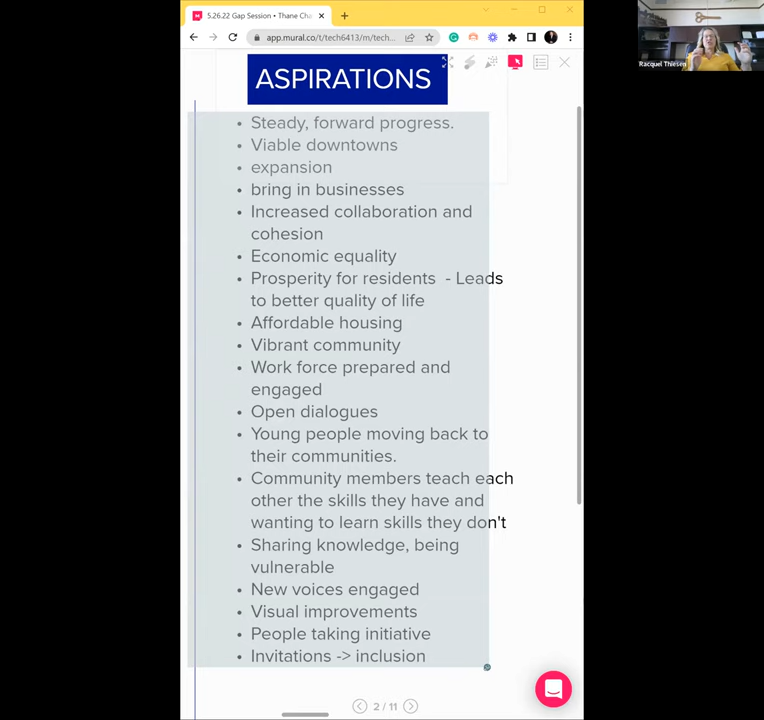 5.26.22 Gap Session • Thane Cha
app.mural.co/t/tech6413/m/tech...
Racquel Thiesen
ASPIRATIONS
• Steady, forward progress.
• Viable downtowns
• expansion
• bring in businesses
• Increased collaboration and
cohesion
• Economic equality
• Prosperity for residents - Leads
to better quality of life
• Affordable housing
• Vibrant community
• Work force prepared and
engaged
• Open dialogues
• Young people moving back to
their communities.
• Community members teach each
other the skills they have and
wanting to learn skills they don't
• Sharing knowledge, being
vulnerable
• New voices engaged
• Visual improvements
• People taking initiative
• Invitations -> inclusion
2 / 11